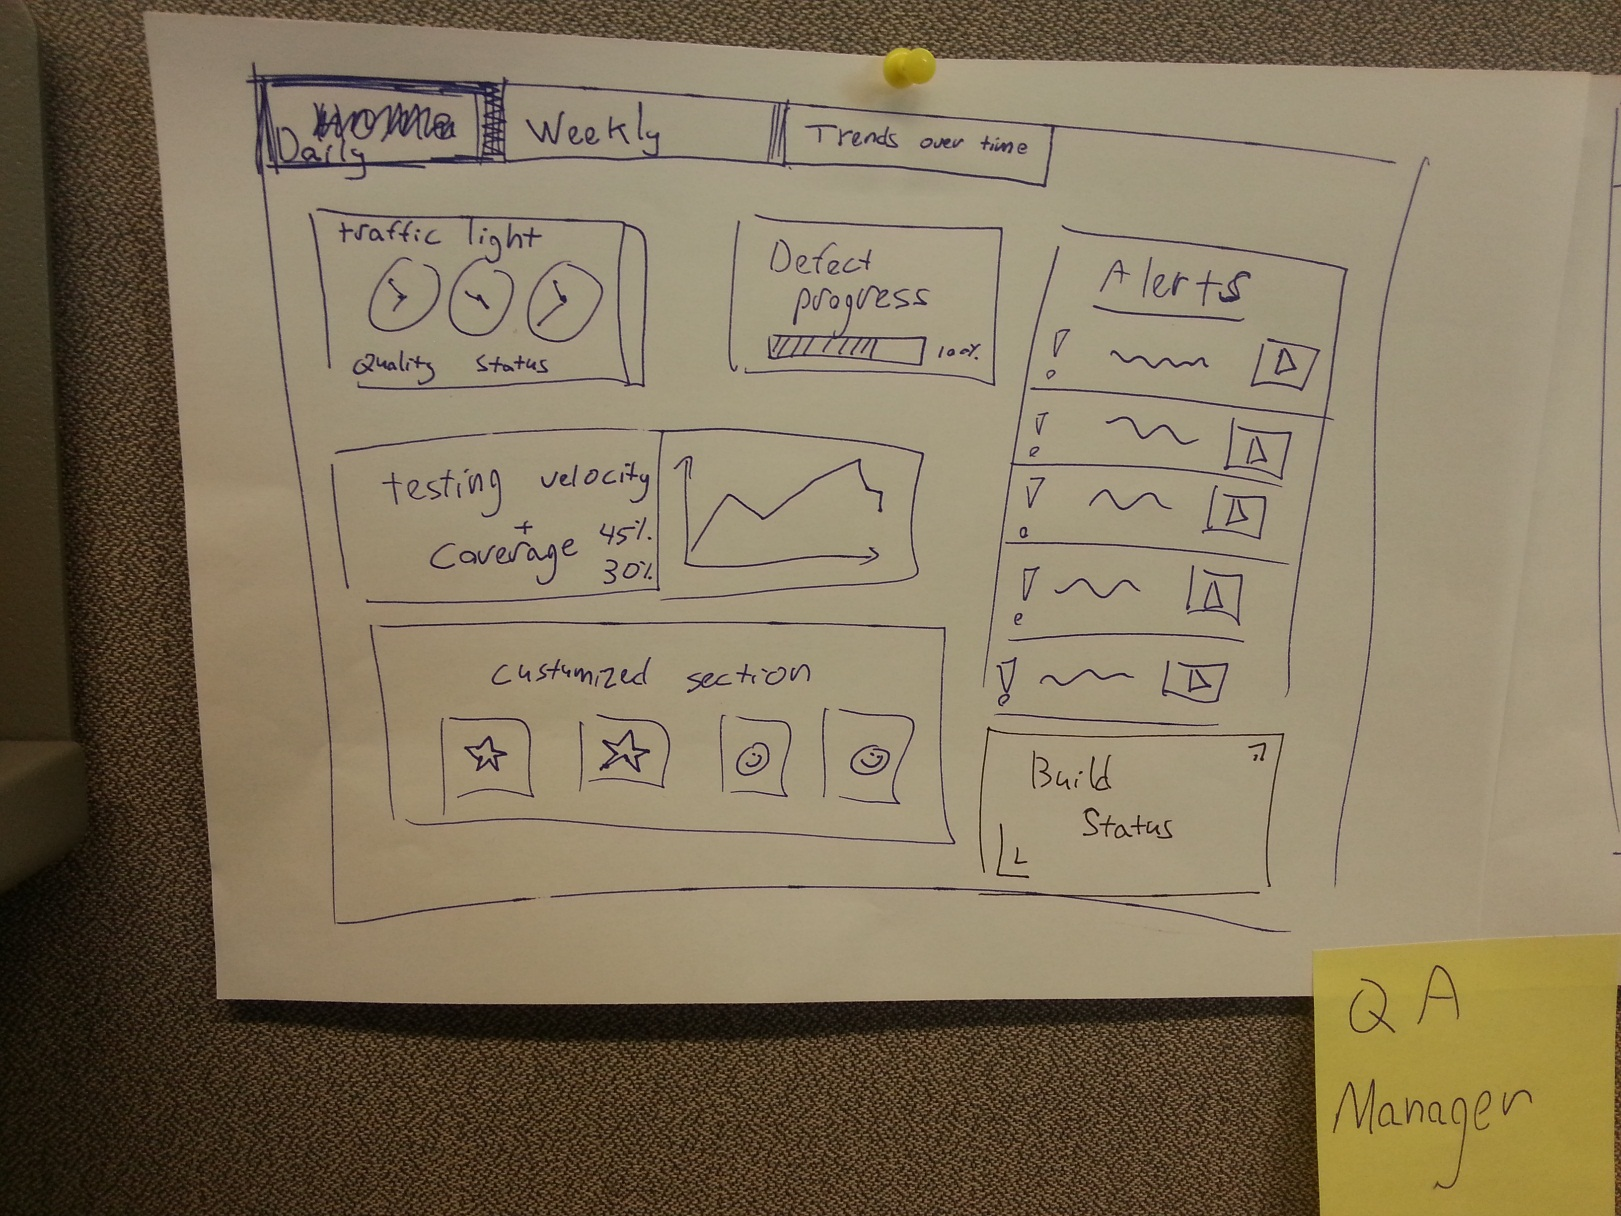 Daily
Weekly
Trends over time
traffic light
Quality Status
Defect
progress
100%
Alerts
testing velocity
+
Coverage 45%
30%
custumized section
Build
Status
QA
Manager